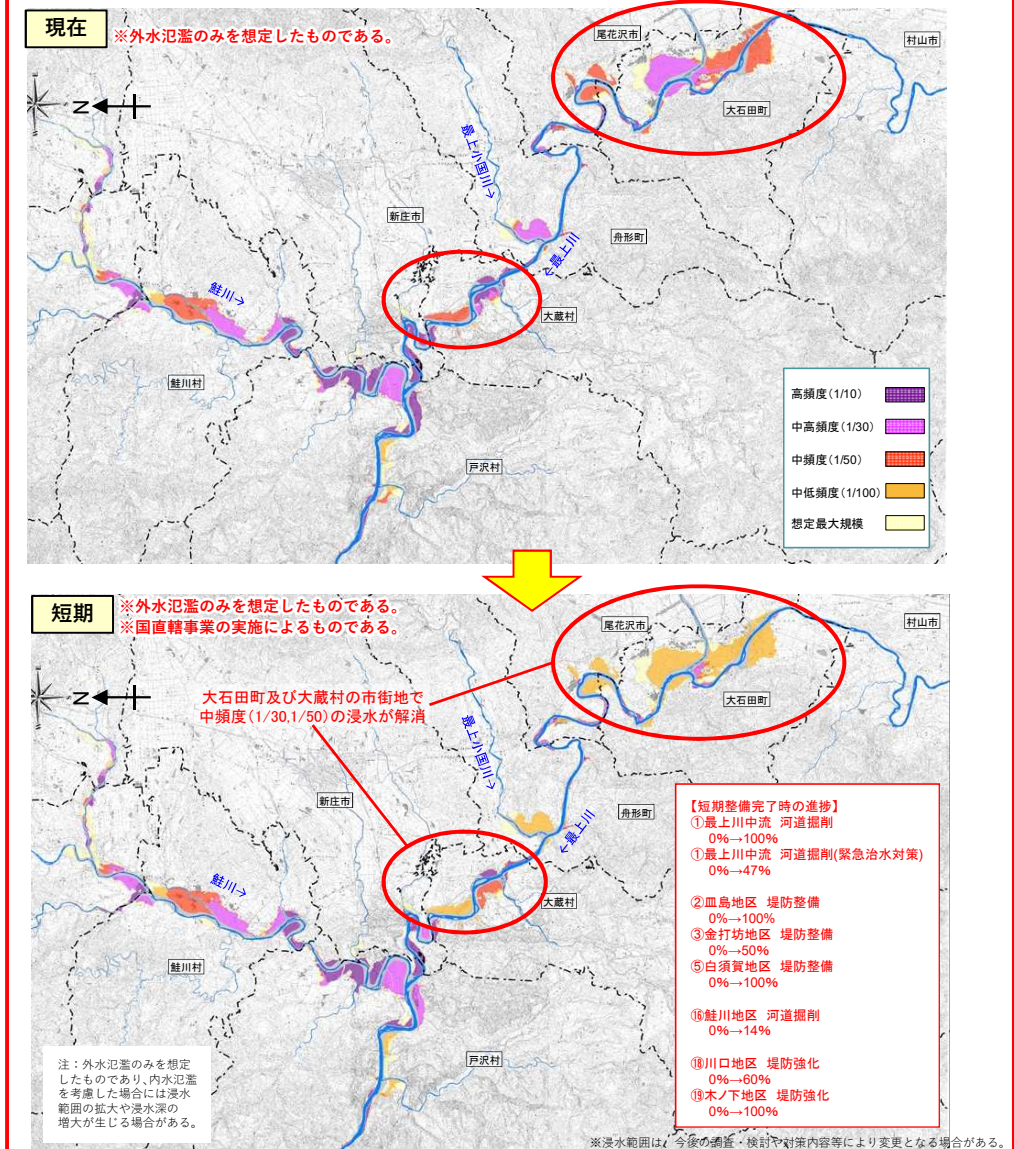 現在
※外水氾濫のみを想定したものである。
尾花沢市
村山市
Z
大石田町
最上小国川→
新庄市
舟形町
←最上川
大蔵村
鮭川→
鮭川村
戸沢村
高頻度(1/10)
中高頻度(1/30)
中頻度(1/50)
中低頻度(1/100)
想定最大規模
短期
※外水氾濫のみを想定したものである。
※国直轄事業の実施によるものである。
尾花沢市
村山市
Z
大石田町
大石田町及び大蔵村の市街地で
中頻度(1/30,1/50)の浸水が解消
最上小国川→
新庄市
舟形町
←最上川
大蔵村
鮭川→
鮭川村
戸沢村
【短期整備完了時の進捗】
①最上川中流 河道掘削
0%→100%
①最上川中流 河道掘削(緊急治水対策)
0%→47%
②皿島地区 堤防整備
0%→100%
③金打坊地区 堤防整備
0%→50%
⑤白須賀地区 堤防整備
0%→100%
⑯鮭川地区 河道掘削
0%→14%
⑱川口地区 堤防強化
0%→60%
⑲木ノ下地区 堤防強化
0%→100%
注：外水氾濫のみを想定
したものであり、内水氾濫
を考慮した場合には浸水
範囲の拡大や浸水深の
増大が生じる場合がある。
※浸水範囲は、今後の調査・検討や対策内容等により変更となる場合がある。